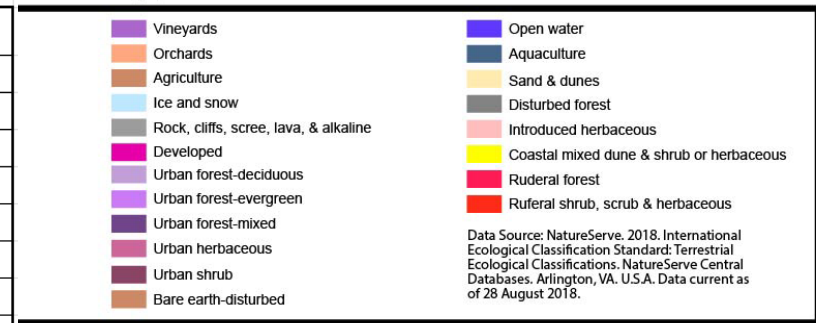 Vineyards
Orchards
Agriculture
Ice and snow
Rock, cliffs, scree, lava, & alkaline
Developed
Urban forest-deciduous
Urban forest-evergreen
Urban forest-mixed
Urban herbaceous
Urban shrub
Bare earth-disturbed
Open water
Aquaculture
Sand & dunes
Disturbed forest
Introduced herbaceous
Coastal mixed dune & shrub or herbaceous
Ruderal forest
Ruferal shrub, scrub & herbaceous
Data Source: NatureServe. 2018. International
Ecological Classification Standard: Terrestrial
Ecological Classifications. NatureServe Central
Databases. Arlington, VA. U.S.A. Data current as
of 28 August 2018.